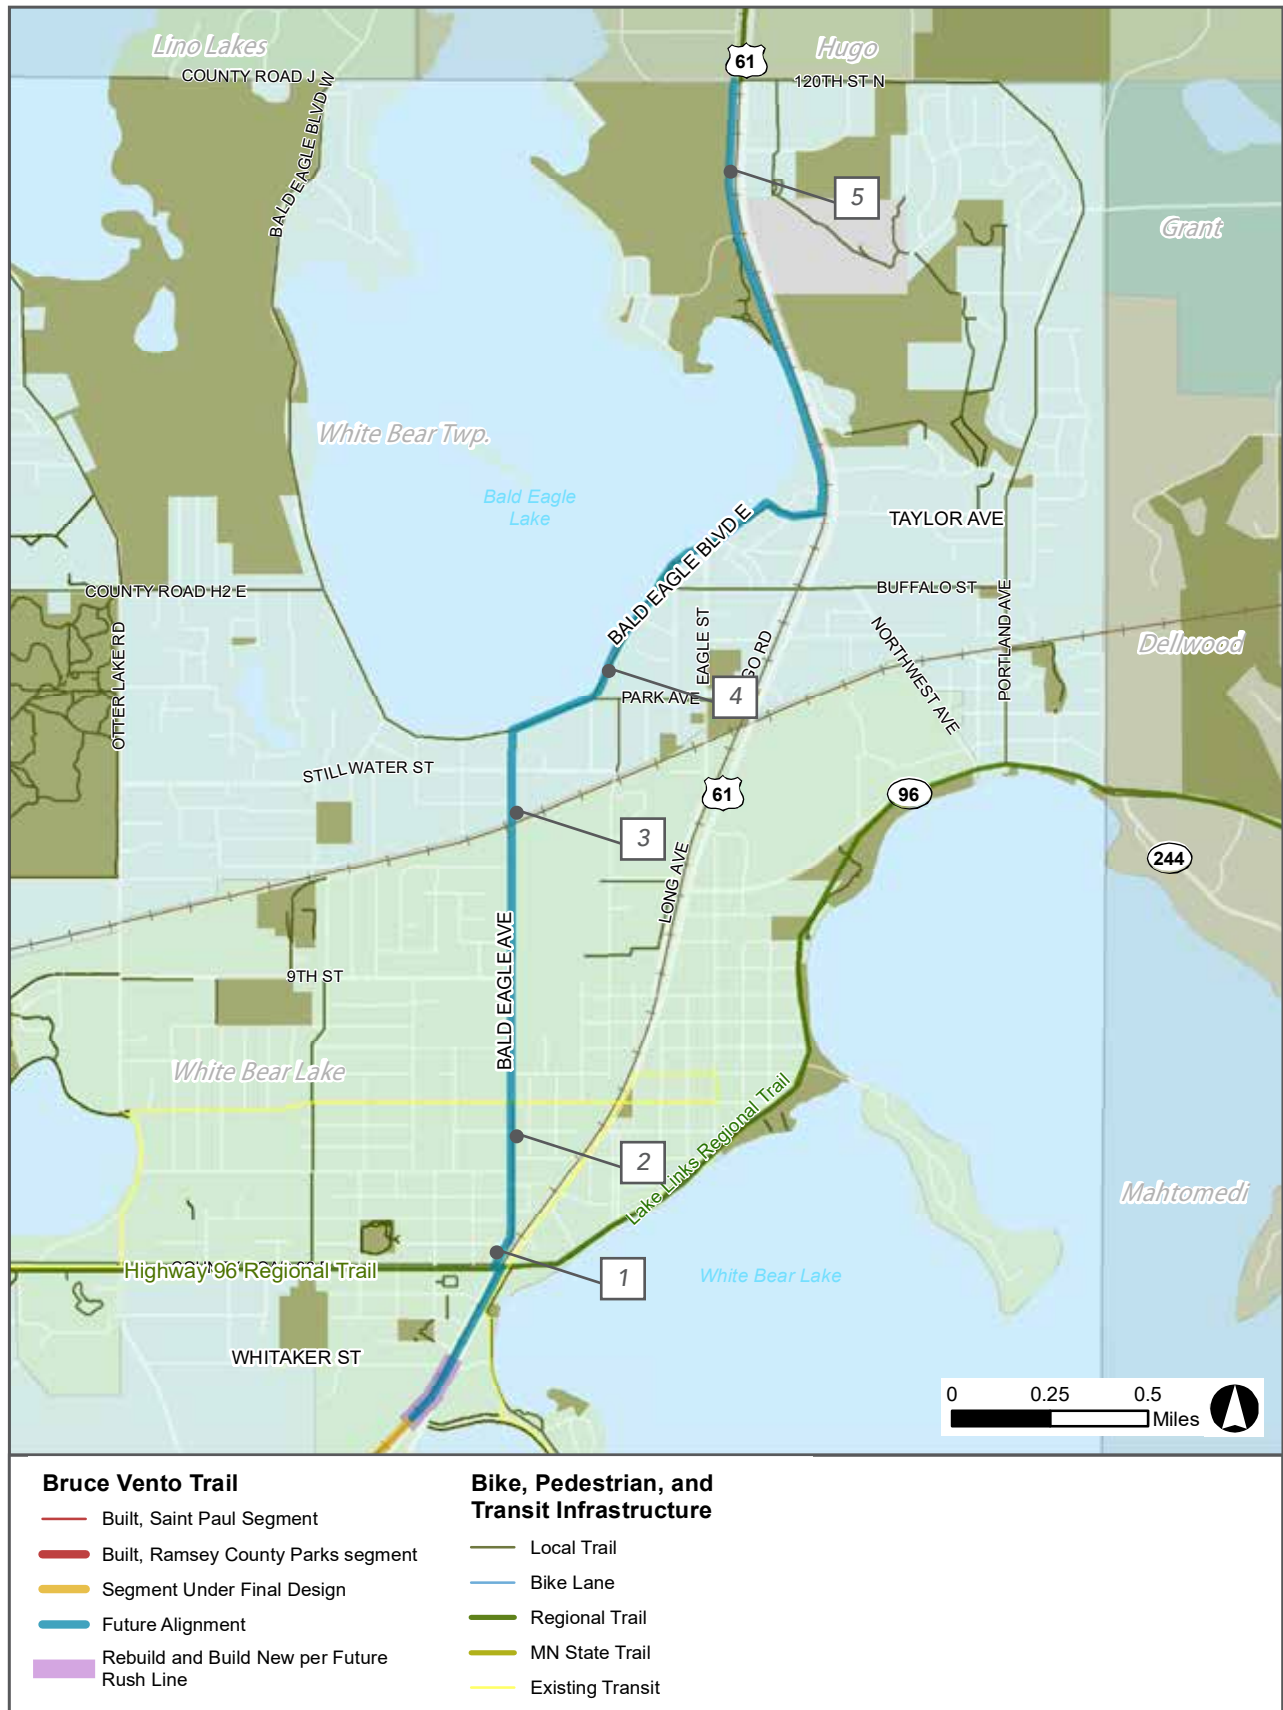 Lino Lakes
Hugo
61
COUNTY ROAD J
120TH ST N
BALD EAGLE BLVD W
5
Grant
White Bear Twp.
Bald Eagle
Lake
BALD EAGLE BLVD E
TAYLOR AVE
COUNTY ROAD H2 E
BUFFALO ST
OTTER LAKE RD
EAGLE ST
GO RD
NORTHWEST AVE
PORTLAND AVE
Dellwood
PARK AVE
4
STILLWATER ST
61
96
3
244
LONG AVE
BALD EAGLE AVE
9TH ST
White Bear Lake
Lake Links Regional Trail
2
Mahtomedi
Highway 96 Regional Trail
1
White Bear Lake
WHITAKER ST
0 0.25 0.5
Miles
Bruce Vento Trail
Built, Saint Paul Segment
Built, Ramsey County Parks segment
Segment Under Final Design
Future Alignment
Rebuild and Build New per Future
Rush Line
Bike, Pedestrian, and
Transit Infrastructure
Local Trail
Bike Lane
Regional Trail
MN State Trail
Existing Transit